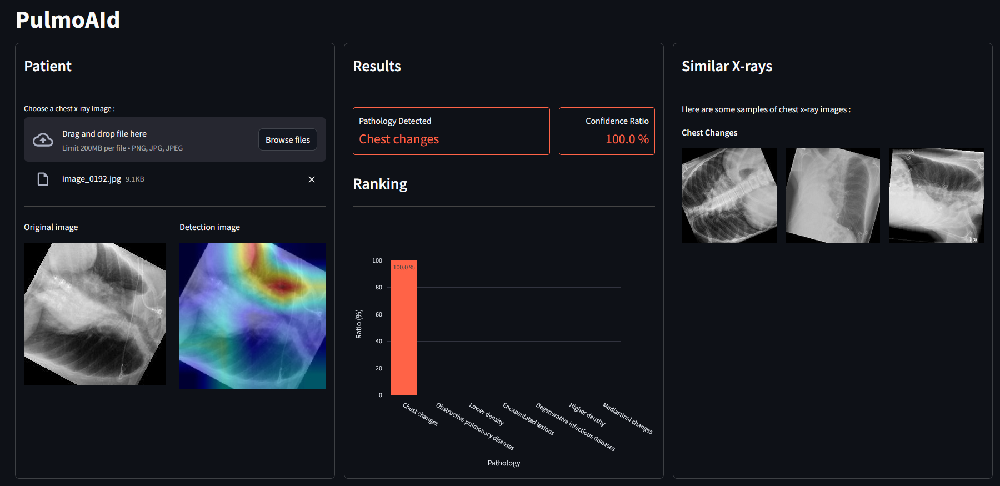 PulmoAId
Patient
Choose a chest x-ray image :
Drag and drop file here
Limit 200MB per file • PNG, JPG, JPEG
Browse files
image_0192.jpg 9.1KB
Original image
Detection image
Results
Pathology Detected
Chest changes
Confidence Ratio
100.0 %
Ranking
100
80
60
40
20
0
Ratio (%)
100.0 %
Chest changes
Obstructive pulmonary diseases
Lower density
Encapsulated lesions
Degenerative infectious diseases
Higher density
Mediastinal changes
Pathology
Similar X-rays
Here are some samples of chest x-ray images :
Chest Changes
R